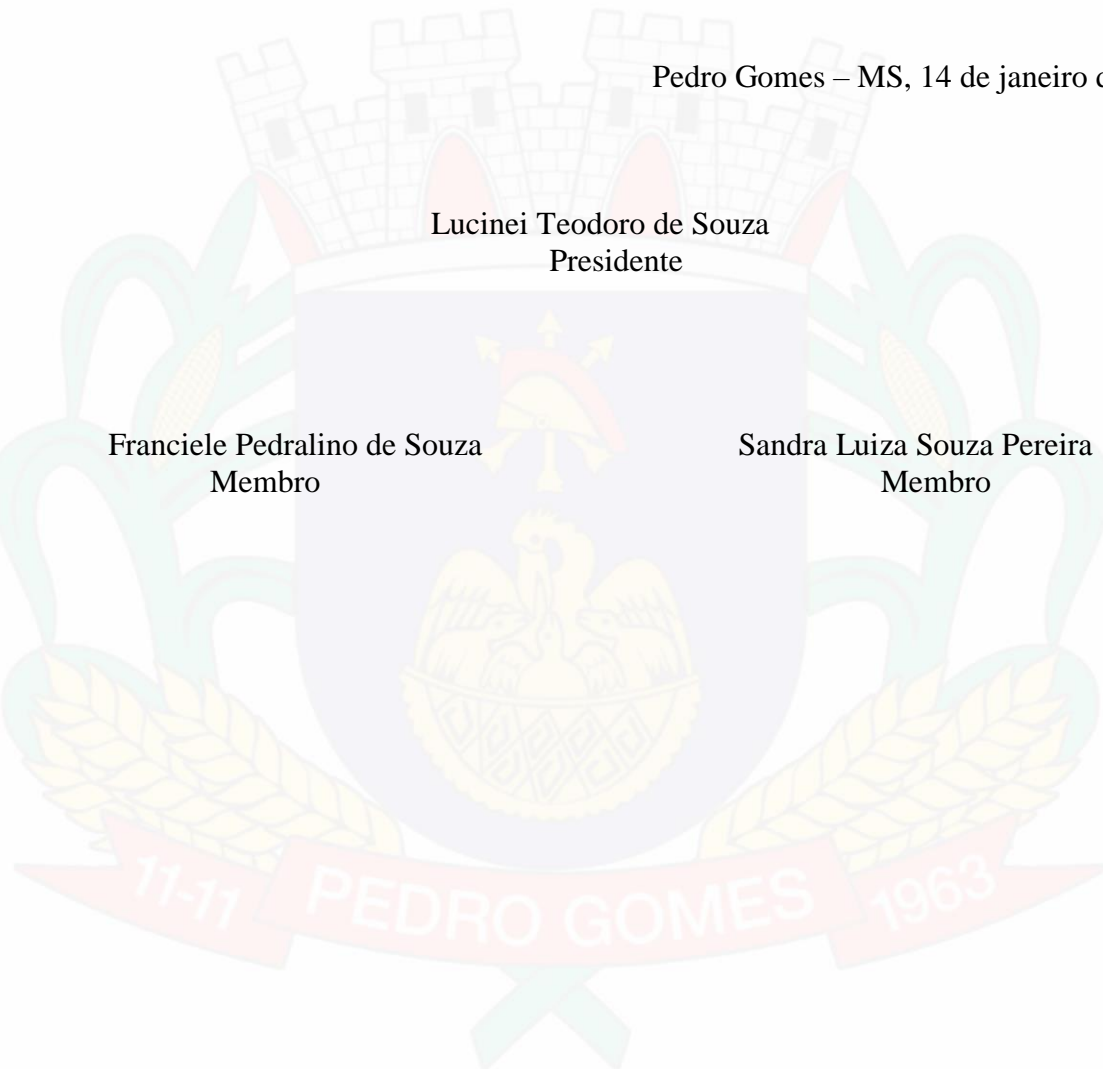 Pedro Gomes – MS, 14 de janeiro
Lucinei Teodoro de Souza
Presidente
Franciele Pedralino de Souza Sandra Luiza Souza Pereira
Membro Membro
11-11 PEDRO GOMES 1963